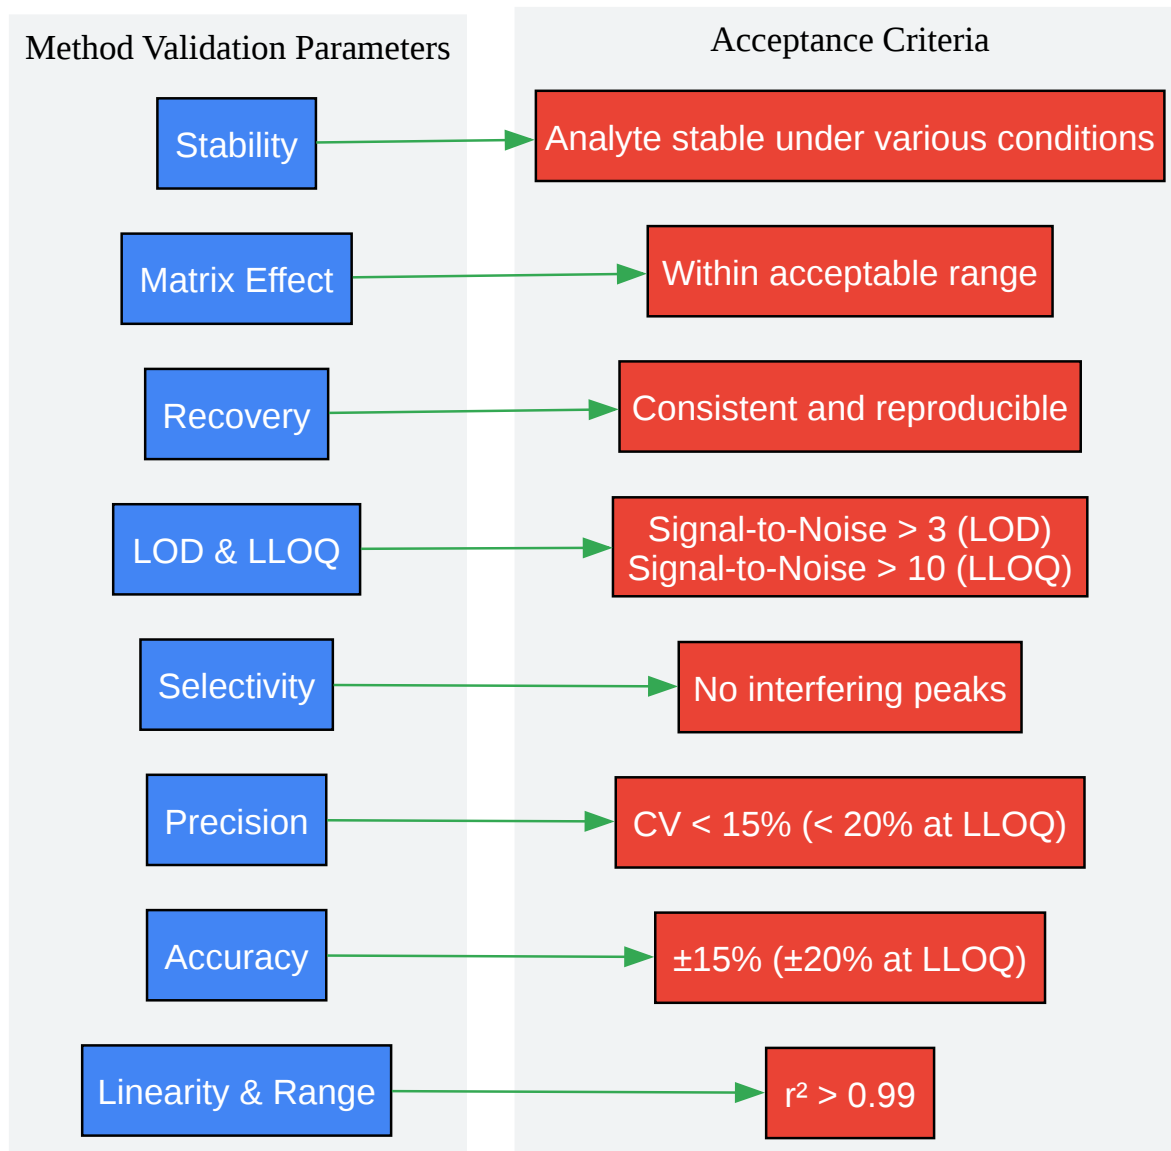 Method Validation Parameters
Acceptance Criteria
Stability
Analyte stable under various conditions
Matrix Effect
Within acceptable range
Recovery
Consistent and reproducible
LOD & LLOQ
Signal-to-Noise > 3 (LOD)
Signal-to-Noise > 10 (LLOQ)
Selectivity
No interfering peaks
Precision
CV < 15% (< 20% at LLOQ)
Accuracy
±15% (±20% at LLOQ)
Linearity & Range
r² > 0.99